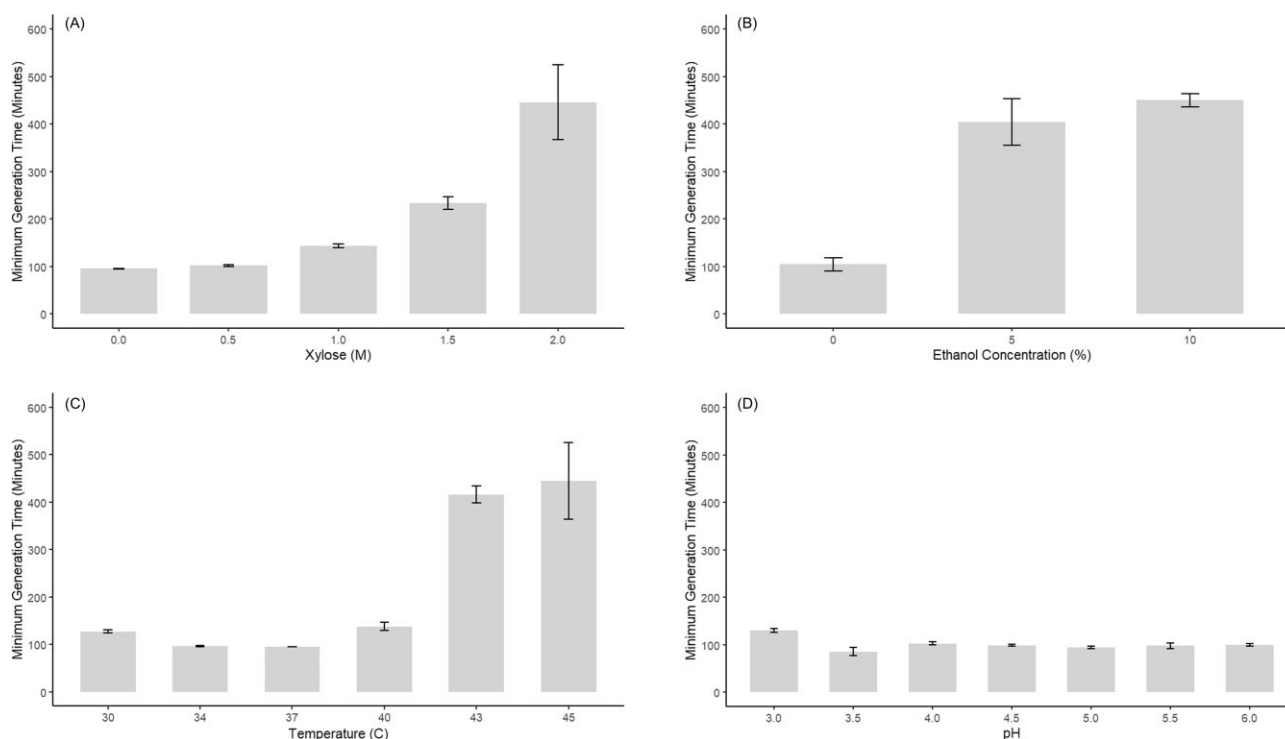 (A)
Minimum Generation Time (Minutes)
600
500
400
300
200
100
0
0.0 0.5 1.0 1.5 2.0
Xylose (M)
(B)
Minimum Generation Time (Minutes)
600
500
400
300
200
100
0
0 5 10
Ethanol Concentration (%)
(C)
Minimum Generation Time (Minutes)
600
500
400
300
200
100
0
30 34 37 40 43 45
Temperature (C)
(D)
Minimum Generation Time (Minutes)
600
500
400
300
200
100
0
3.0 3.5 4.0 4.5 5.0 5.5 6.0
pH